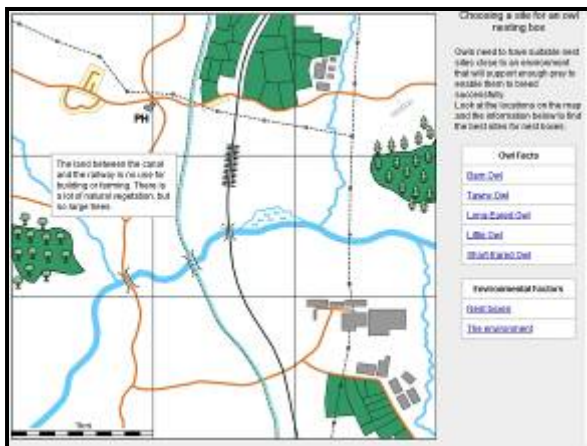 Choosing a site for an owl
nesting box
Owls need to have suitable nest
sites close to an environment
that will support enough prey to
enable them to breed
successfully.
Look at the locations on the map
and the information below to find
the best sites for nest boxes.
PH
The land between the canal
and the railway is no use for
building or farming. There is
a lot of natural vegetation, but
no large trees.
Owl Facts
Barn Owl
Tawny Owl
Long Eared Owl
Little Owl
Short Eared Owl
Environmental Factors
Nest boxes
The environment
1km